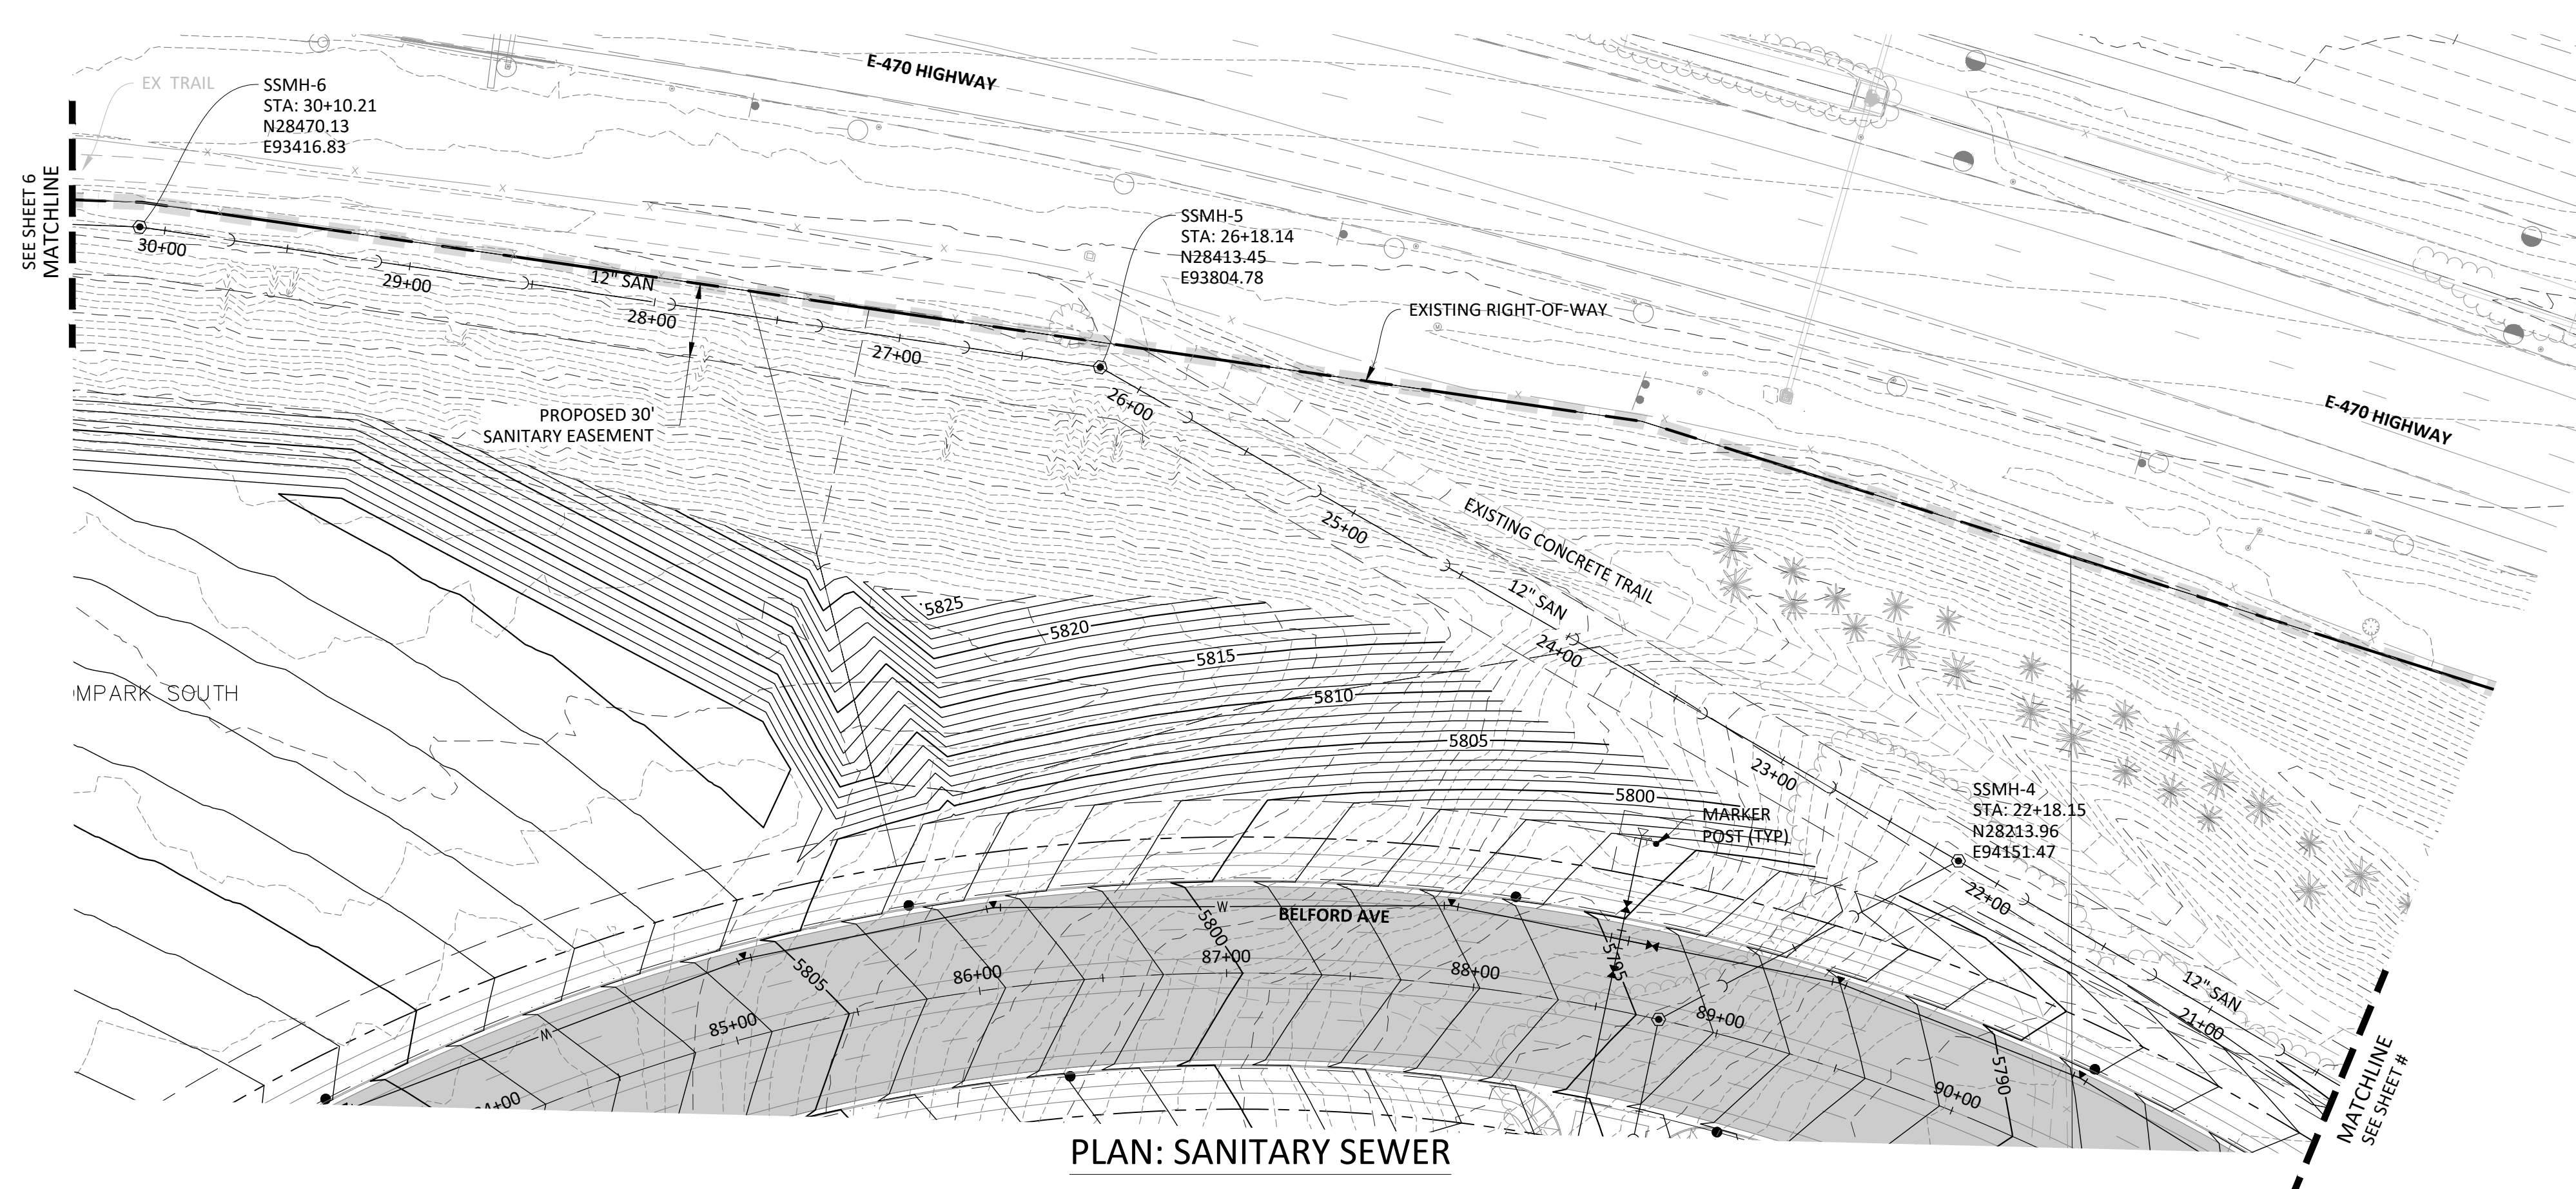 E-470 HIGHWAY
EX TRAIL
SSMH-6
STA: 30+10.21
N28470.13
E93416.83
SEE SHEET 6
MATCHLINE
30+00
29+00
12" SAN
28+00
27+00
SSMH-5
STA: 26+18.14
N28413.45
E93804.78
EXISTING RIGHT-OF-WAY
26+00
PROPOSED 30'
SANITARY EASEMENT
E-470 HIGHWAY
25+00
EXISTING CONCRETE TRAIL
12" SAN
24+00
5825
5820
5815
5810
5805
5800
MPARK SOUTH
23+00
SSMH-4
STA: 22+18.15
N28213.96
E94151.47
MARKER
POST (TYP)
22+00
12" SAN
21+00
W
BELFORD AVE
5800
5805
5795
W
85+00
86+00
87+00
88+00
89+00
90+00
5790
4+00
MATCHLINE
SEE SHEET #
PLAN: SANITARY SEWER